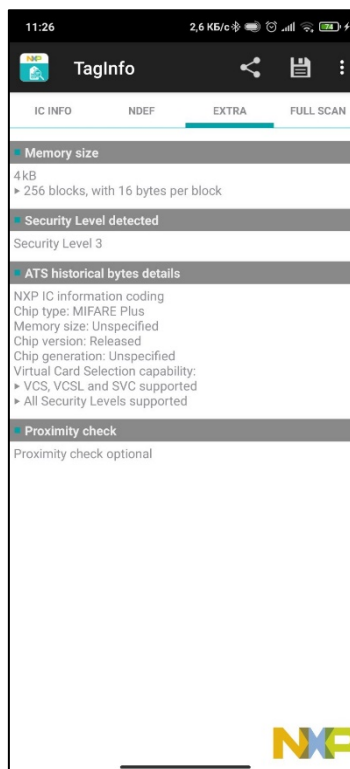 11:26
2,6 КБ/с
74
NXP
TagInfo
IC INFO
NDEF
EXTRA
FULL SCAN
Memory size
4 kB
▸ 256 blocks, with 16 bytes per block
Security Level detected
Security Level 3
ATS historical bytes details
NXP IC information coding
Chip type: MIFARE Plus
Memory size: Unspecified
Chip version: Released
Chip generation: Unspecified
Virtual Card Selection capability:
▸ VCS, VCSL and SVC supported
▸ All Security Levels supported
Proximity check
Proximity check optional
NXP